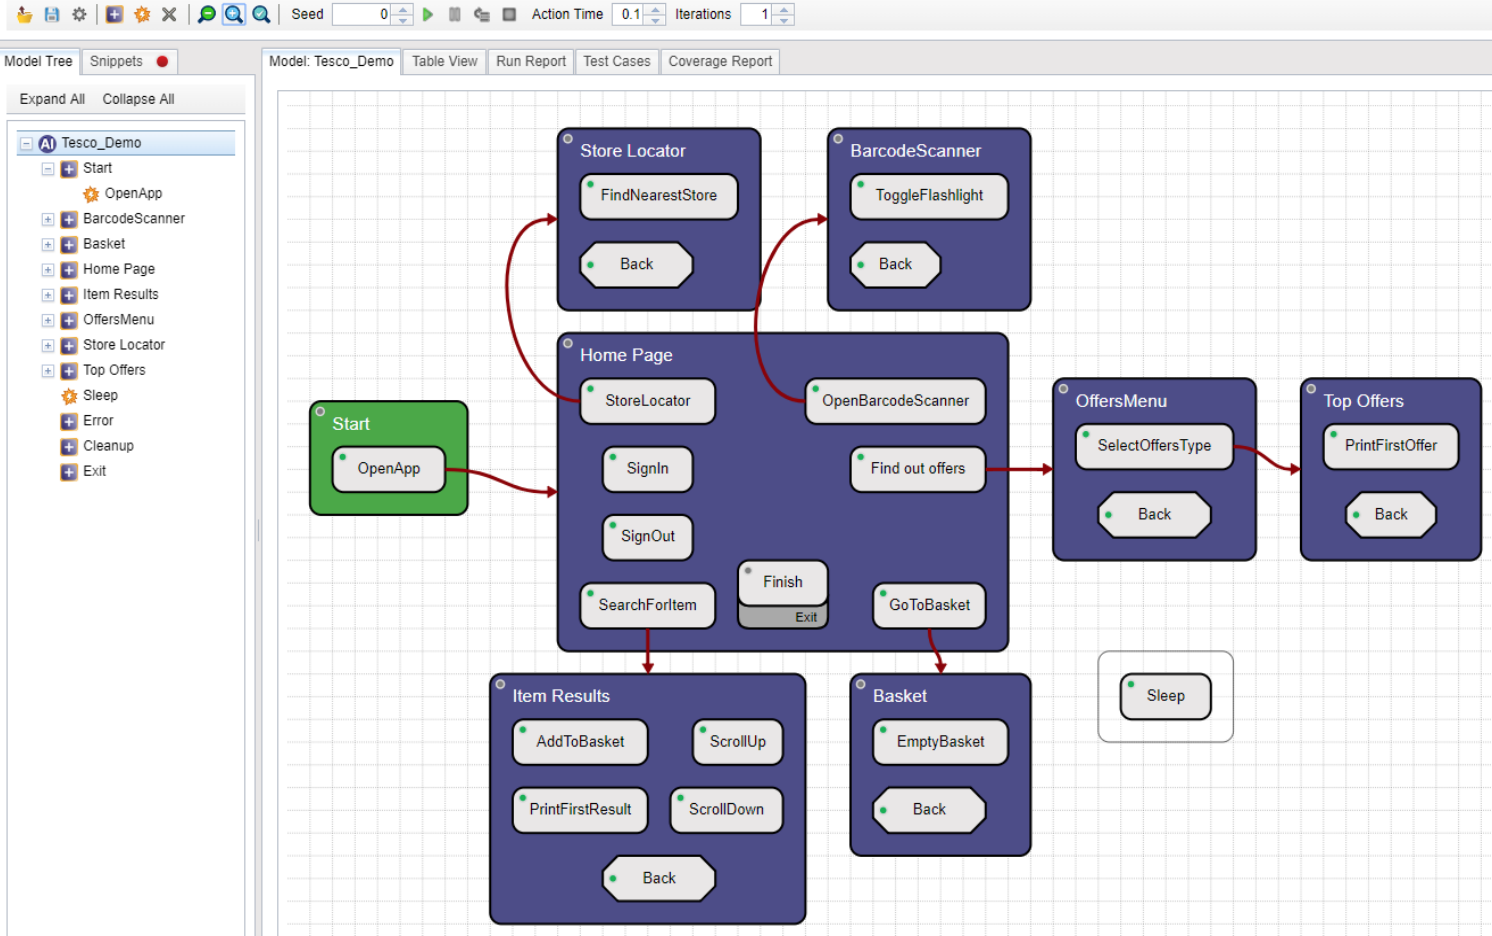 Seed 0 Action Time 0.1 Iterations 1
Model Tree Snippets
Model: Tesco_Demo Table View Run Report Test Cases Coverage Report
Expand All Collapse All
AI Tesco_Demo
Start
OpenApp
BarcodeScanner
Basket
Home Page
Item Results
OffersMenu
Store Locator
Top Offers
Sleep
Error
Cleanup
Exit
Store Locator
FindNearestStore
Back
BarcodeScanner
ToggleFlashlight
Back
Start
OpenApp
Home Page
StoreLocator
OpenBarcodeScanner
SignIn
Find out offers
SignOut
Finish
Exit
SearchForItem
GoToBasket
OffersMenu
SelectOffersType
Back
Top Offers
PrintFirstOffer
Back
Item Results
AddToBasket
ScrollUp
PrintFirstResult
ScrollDown
Back
Basket
EmptyBasket
Back
Sleep